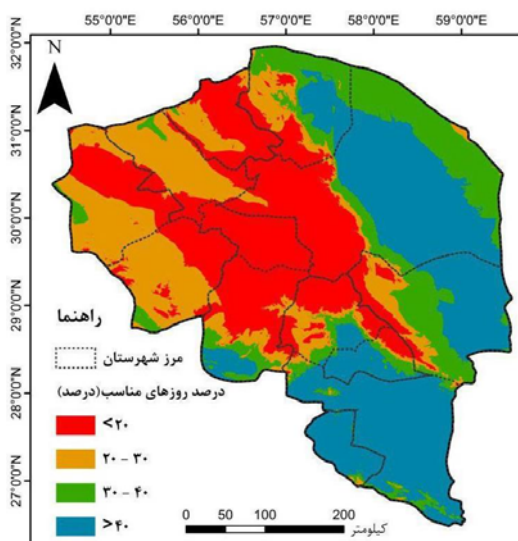 55°0'0"N 56°0'0"N 57°0'0"N 58°0'0"N 59°0'0"N
N
32°0'0"N
31°0'0"N
30°0'0"N
29°0'0"N
28°0'0"N
27°0'0"N
راهنما
مرز شهرستان
درصد روزهای مناسب(درصد)
<۲۰
۲۰ - ۳۰
۳۰ - ۴۰
>۴۰
0 50 100 200
کیلومتر